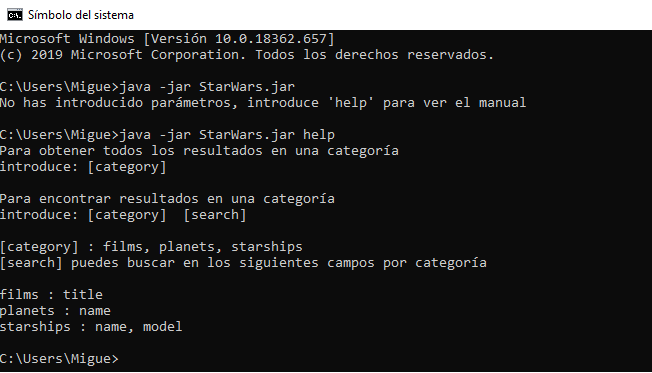 Símbolo del sistema
Microsoft Windows [Versión 10.0.18362.657]
(c) 2019 Microsoft Corporation. Todos los derechos reservados.
C:\Users\Migue>java -jar StarWars.jar
No has introducido parámetros, introduce 'help' para ver el manual
C:\Users\Migue>java -jar StarWars.jar help
Para obtener todos los resultados en una categoría
introduce: [category]
Para encontrar resultados en una categoría
introduce: [category]  [search]
[category] : films, planets, starships
[search] puedes buscar en los siguientes campos por categoría
films : title
planets : name
starships : name, model
C:\Users\Migue>